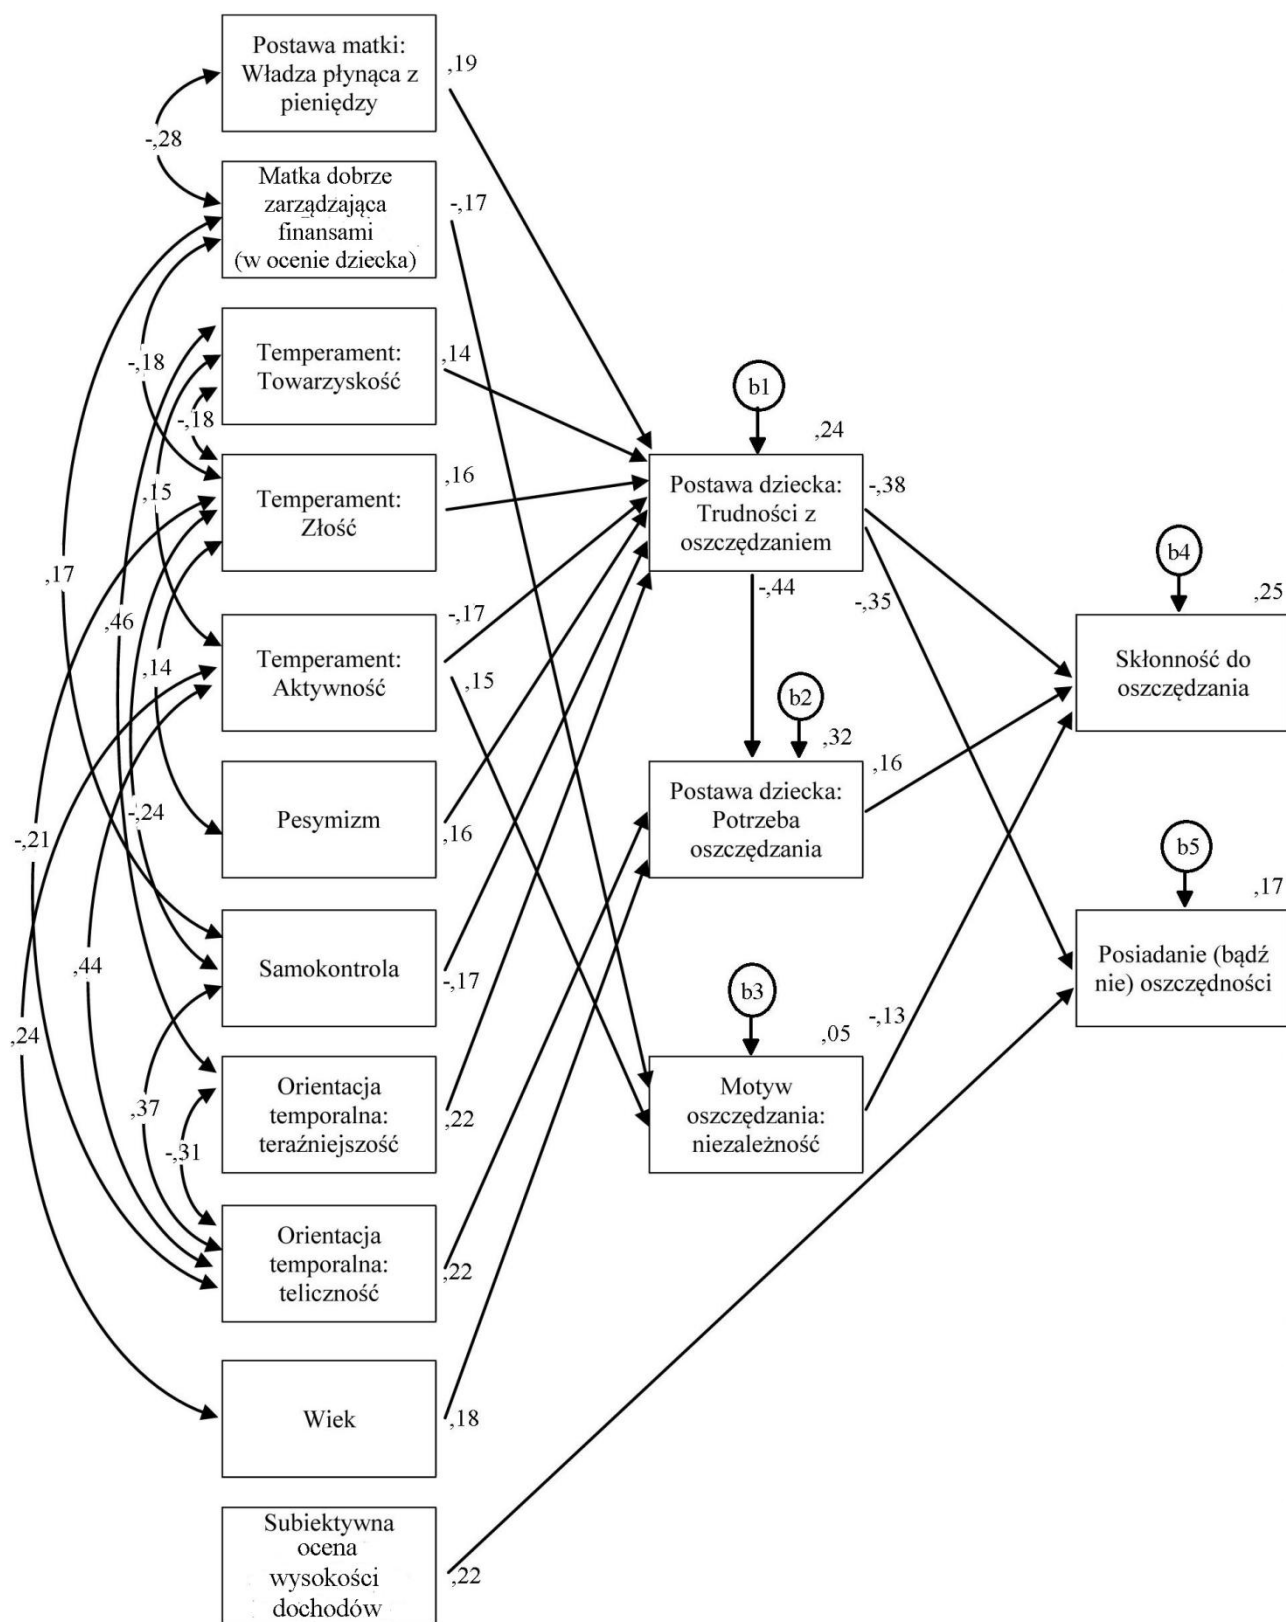 Postawa matki:
Władza płynąca z
pieniędzy
,19
-,28
Matka dobrze
zarządzająca
finansami
(w ocenie dziecka)
-,17
Temperament:
Towarzyskość
,14
-,18
-,18
Temperament:
Złość
,16
,15
,17
Temperament:
Aktywność
-,17
,15
,46
,14
Pesymizm
,16
-,24
-,21
Samokontrola
-,17
,44
,24
Orientacja
temporalna:
teraźniejszość
,22
,37
-,31
Orientacja
temporalna:
teliczność
,22
Wiek
,18
Subiektywna
ocena
wysokości
dochodów
,22
b1
,24
Postawa dziecka:
Trudności z
oszczędzaniem
-,38
-,35
-,44
b2
,32
Postawa dziecka:
Potrzeba
oszczędzania
,16
b3
,05
Motyw
oszczędzania:
niezależność
-,13
b4
,25
Skłonność do
oszczędzania
b5
,17
Posiadanie (bądź
nie) oszczędności